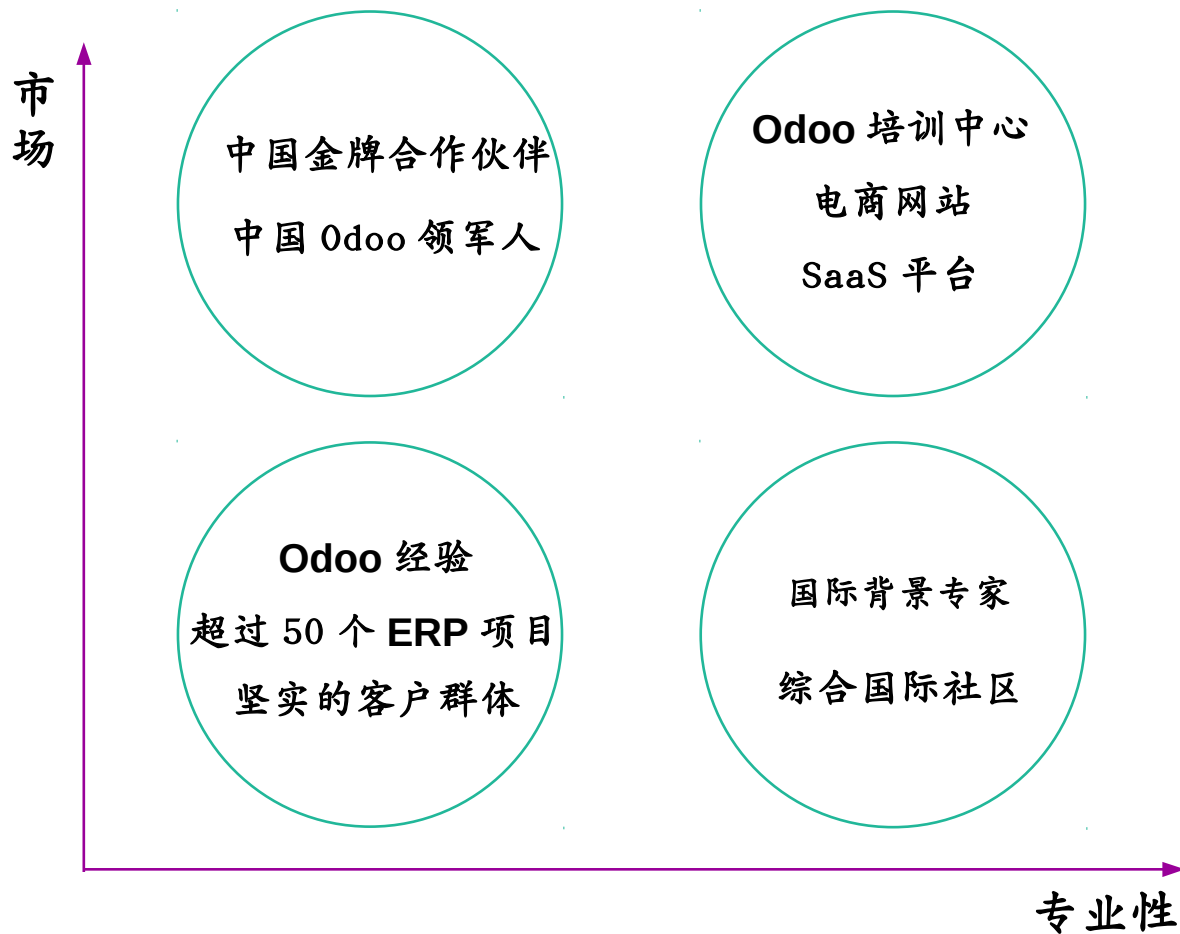 市
场
中国金牌合作伙伴
中国 Odoo 领军人
Odoo 培训中心
电商网站
SaaS 平台
Odoo 经验
超过 50 个 ERP 项目
坚实的客户群体
国际背景专家
综合国际社区
专业性